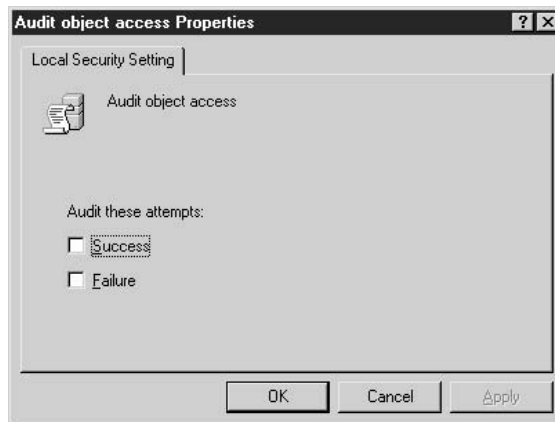 Audit object access Properties
Local Security Setting
Audit object access
Audit these attempts:
Success
Failure
OK Cancel Apply